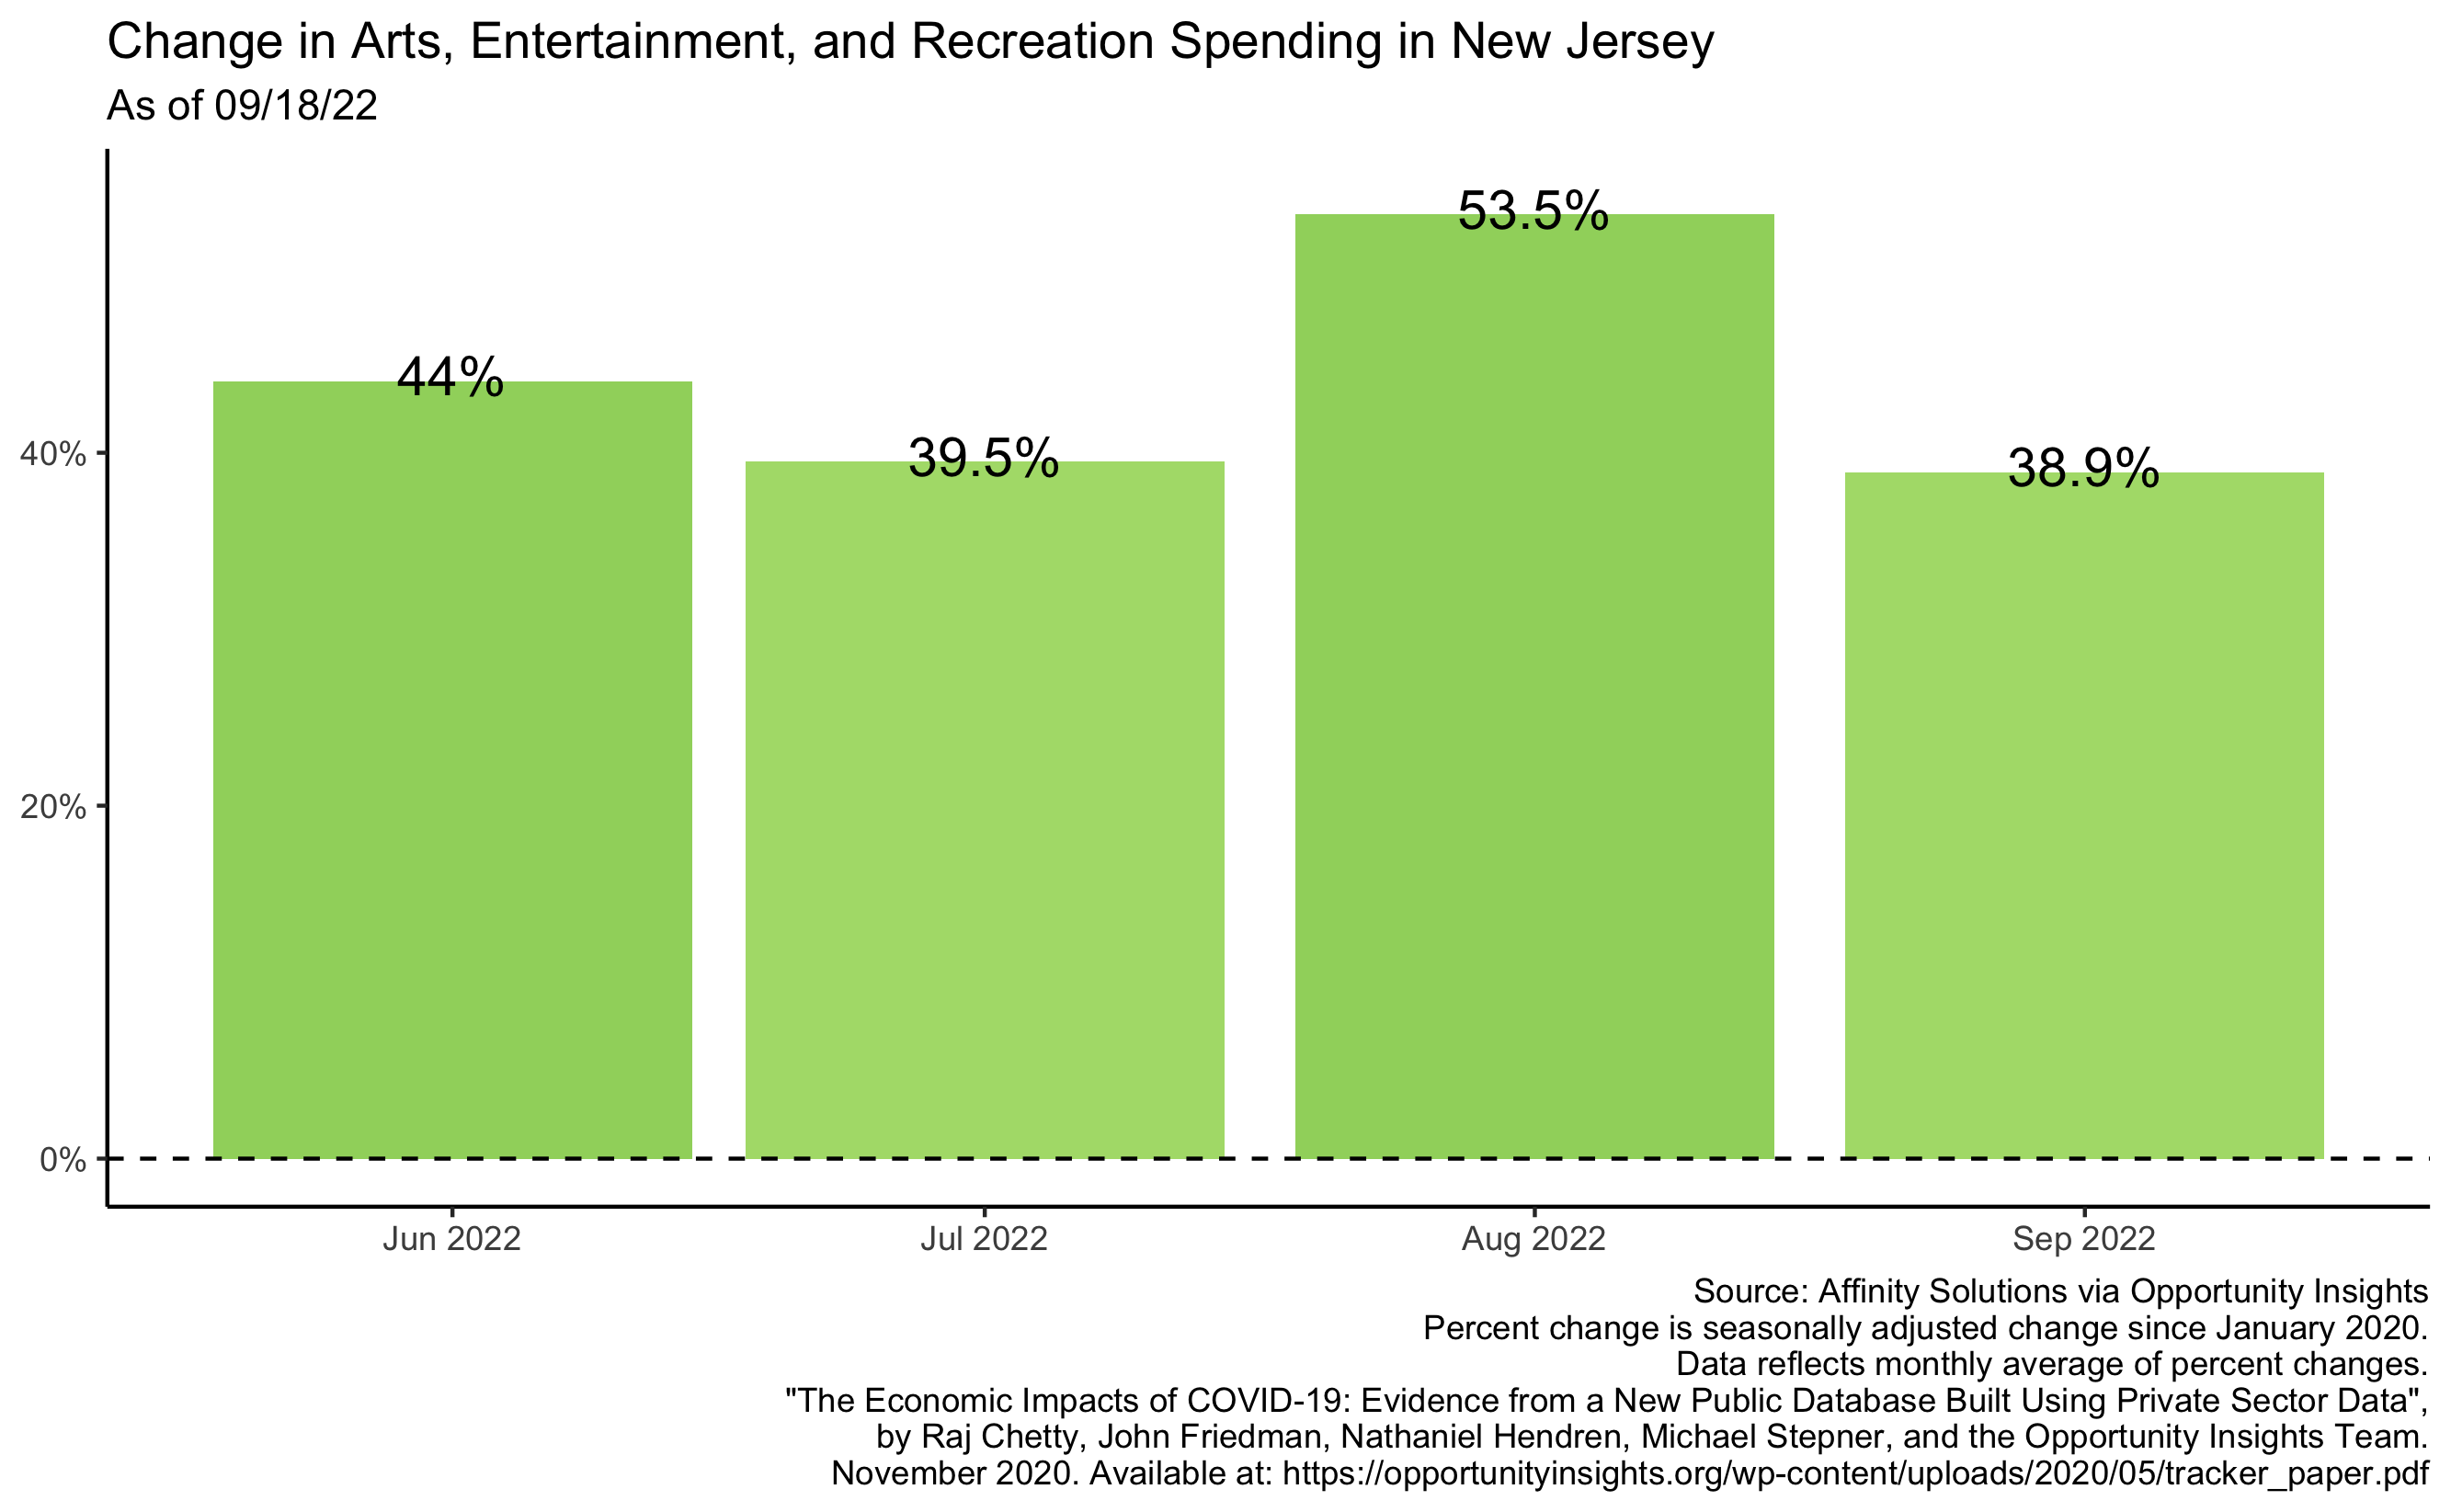 Change in Arts, Entertainment, and Recreation Spending in New Jersey
As of 09/18/22
53.5%
44%
39.5%
38.9%
40%
20%
0%
Jun 2022
Jul 2022
Aug 2022
Sep 2022
Source: Affinity Solutions via Opportunity Insights
Percent change is seasonally adjusted change since January 2020.
Data reflects monthly average of percent changes.
"The Economic Impacts of COVID-19: Evidence from a New Public Database Built Using Private Sector Data",
by Raj Chetty, John Friedman, Nathaniel Hendren, Michael Stepner, and the Opportunity Insights Team.
November 2020. Available at: https://opportunityinsights.org/wp-content/uploads/2020/05/tracker_paper.pdf